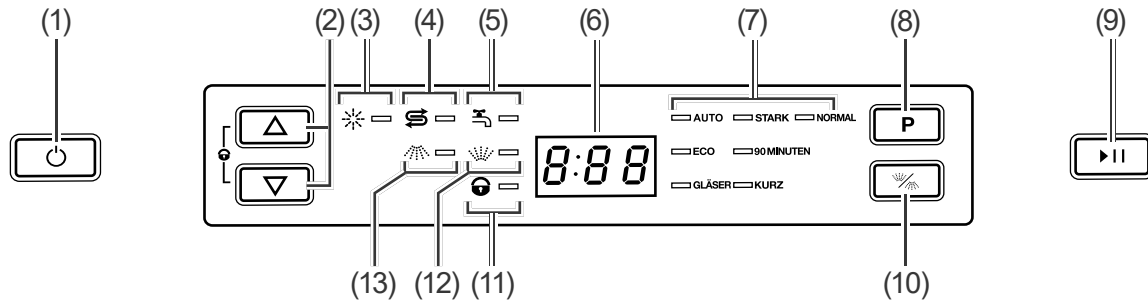 (1) (2) (3) (4) (5) (6) (7) (8) (9)
AUTO STARK NORMAL P
8:88
ECO 90 MINUTEN
GLÄSER KURZ
(13) (12) (11) (10)